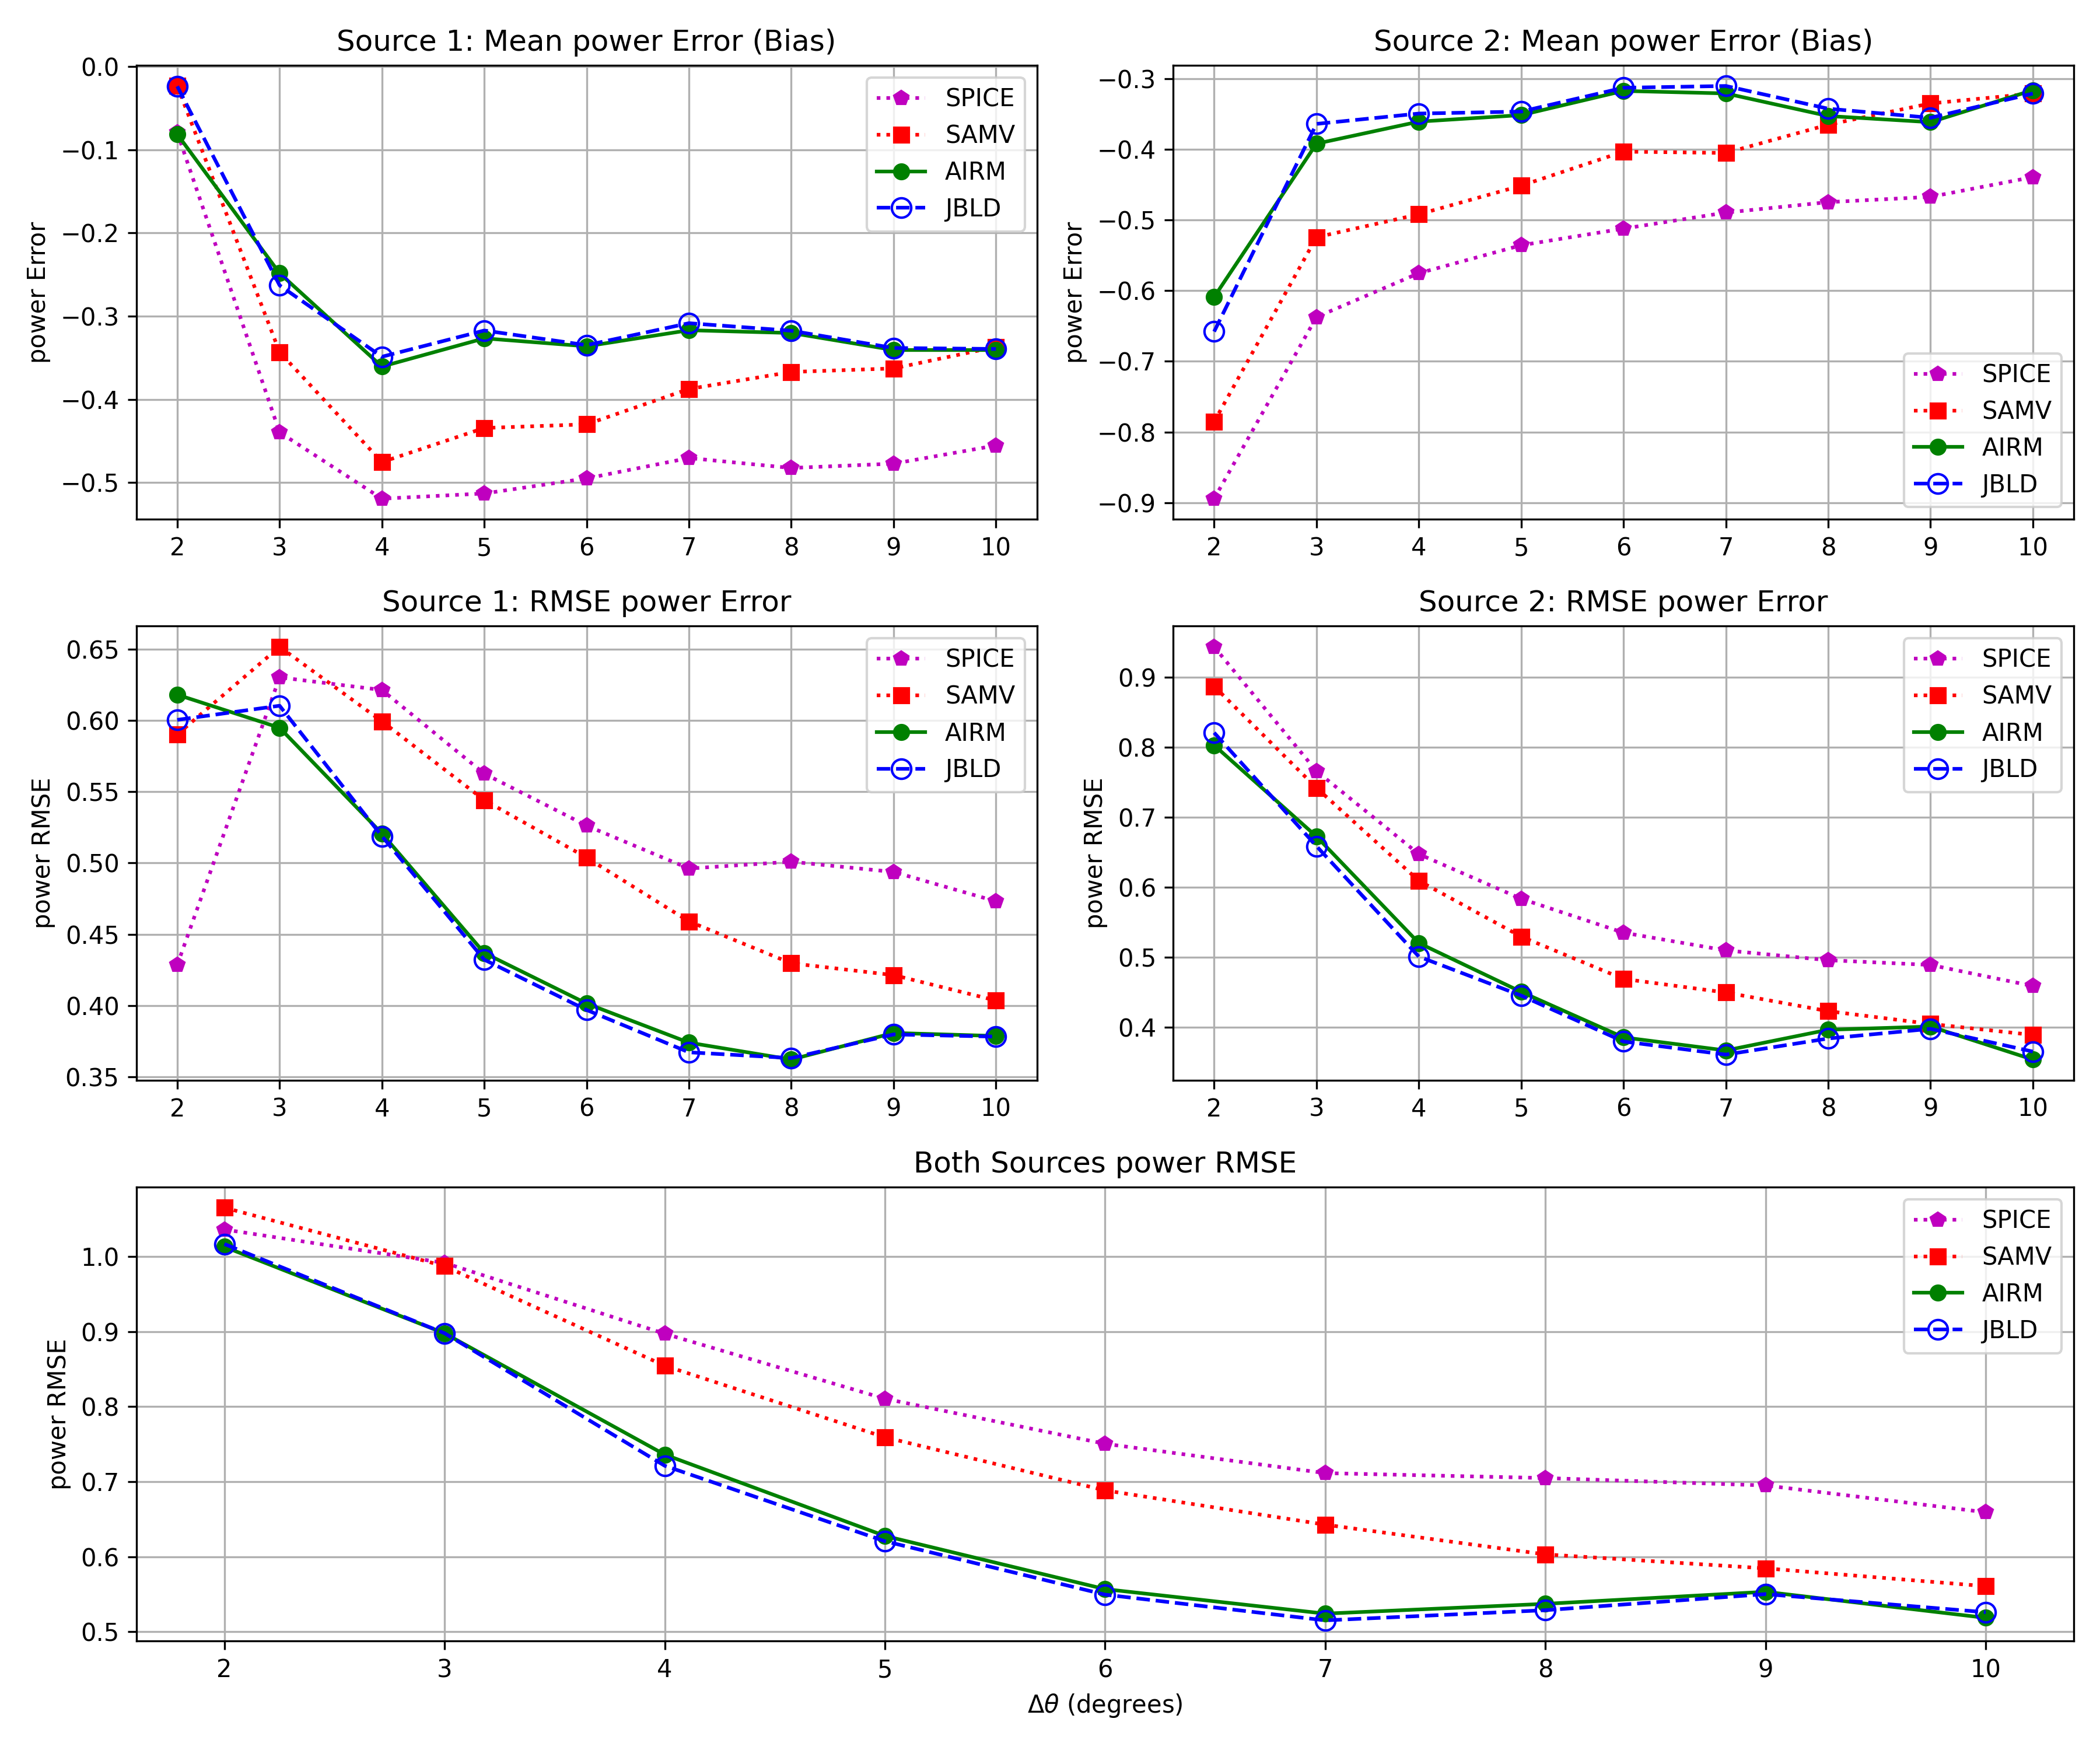 Source 1: Mean power Error (Bias)
power Error
0.0
−0.1
−0.2
−0.3
−0.4
−0.5
2 3 4 5 6 7 8 9 10
SPICE
SAMV
AIRM
JBLD
Source 2: Mean power Error (Bias)
power Error
−0.3
−0.4
−0.5
−0.6
−0.7
−0.8
−0.9
2 3 4 5 6 7 8 9 10
SPICE
SAMV
AIRM
JBLD
Source 1: RMSE power Error
power RMSE
0.65
0.60
0.55
0.50
0.45
0.40
0.35
2 3 4 5 6 7 8 9 10
SPICE
SAMV
AIRM
JBLD
Source 2: RMSE power Error
power RMSE
0.9
0.8
0.7
0.6
0.5
0.4
2 3 4 5 6 7 8 9 10
SPICE
SAMV
AIRM
JBLD
Both Sources power RMSE
power RMSE
1.0
0.9
0.8
0.7
0.6
0.5
2 3 4 5 6 7 8 9 10
Δθ (degrees)
SPICE
SAMV
AIRM
JBLD